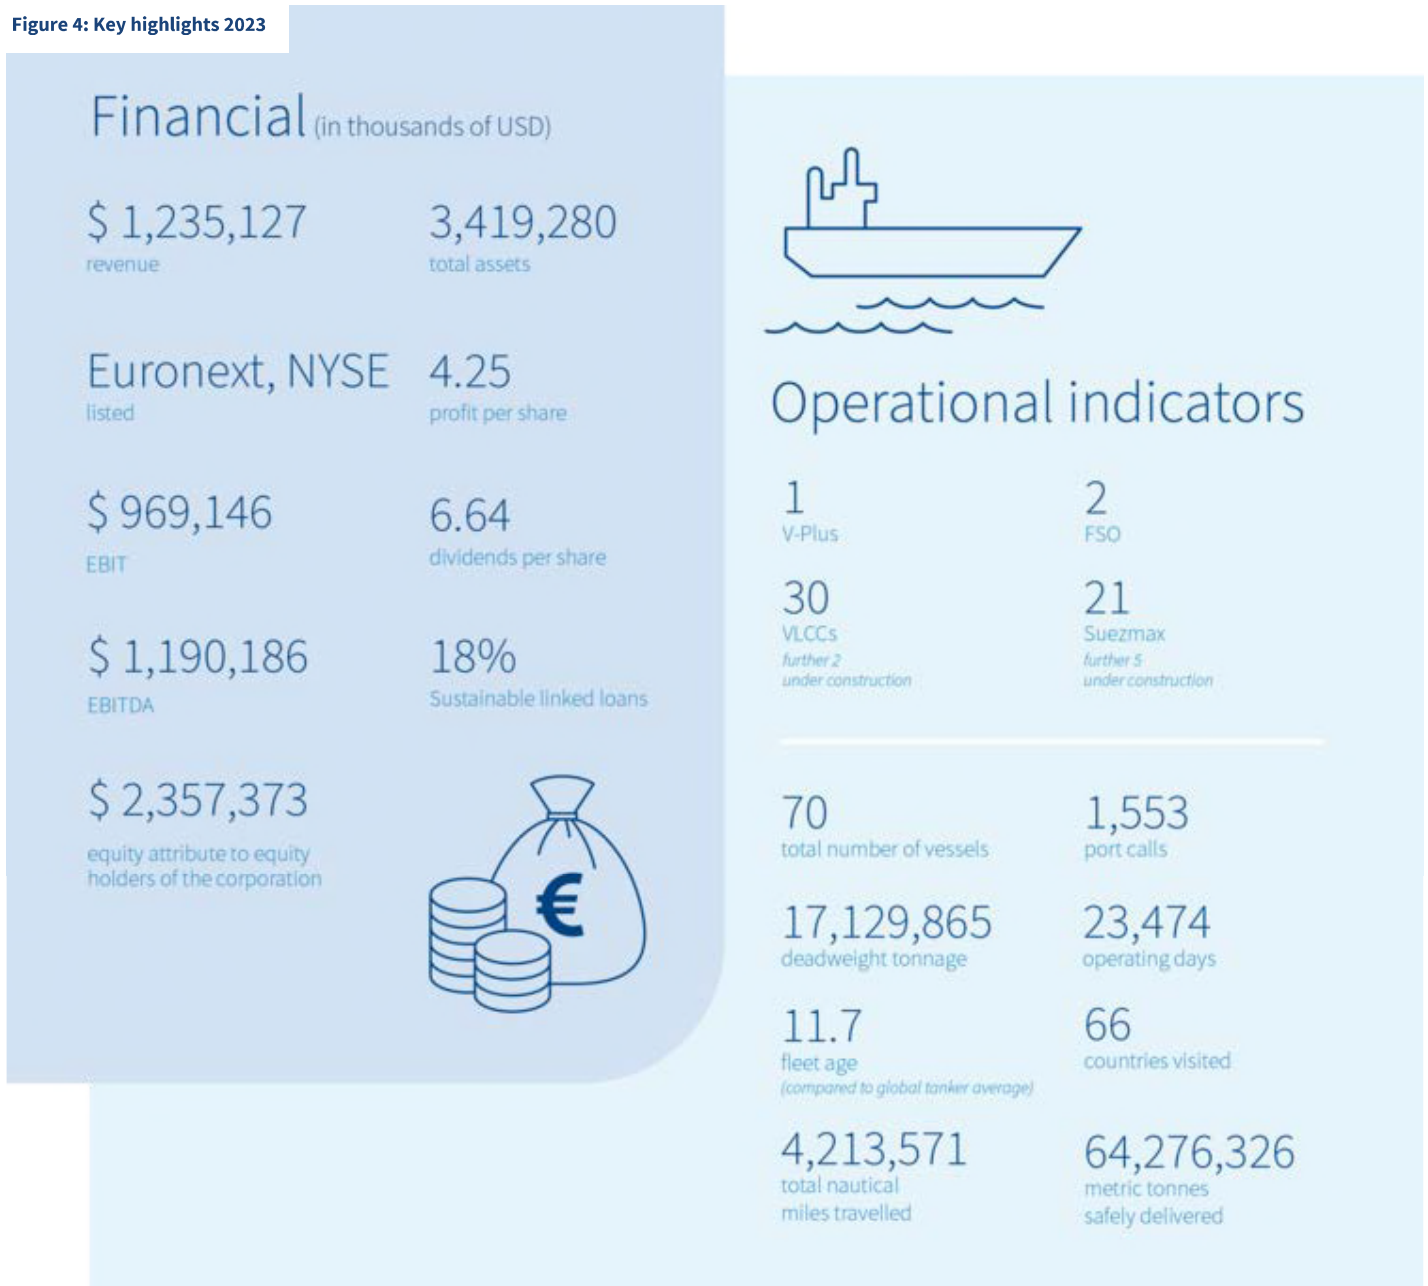 Figure 4: Key highlights 2023
Financial (in thousands of USD)
$ 1,235,127
revenue
3,419,280
total assets
Euronext, NYSE
listed
4.25
profit per share
$ 969,146
EBIT
6.64
dividends per share
$ 1,190,186
EBITDA
18%
Sustainable linked loans
$ 2,357,373
equity attribute to equity
holders of the corporation
€
Operational indicators
1
V-Plus
2
FSO
30
VLCCs
further 2
under construction
21
Suezmax
further 5
under construction
70
total number of vessels
1,553
port calls
17,129,865
deadweight tonnage
23,474
operating days
11.7
fleet age
(compared to global tanker average)
66
countries visited
4,213,571
total nautical
miles travelled
64,276,326
metric tonnes
safely delivered